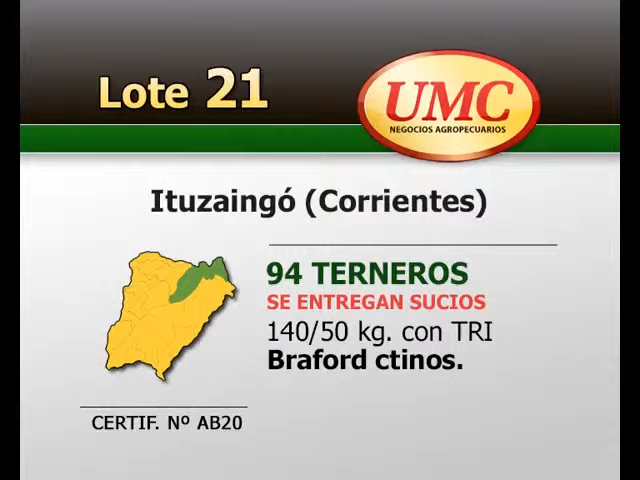 Lote 21
UMC
NEGOCIOS AGROPECUARIOS
Ituzaingó (Corrientes)
94 TERNEROS
SE ENTREGAN SUCIOS
140/50 kg. con TRI
Braford ctinos.
CERTIF. Nº AB20